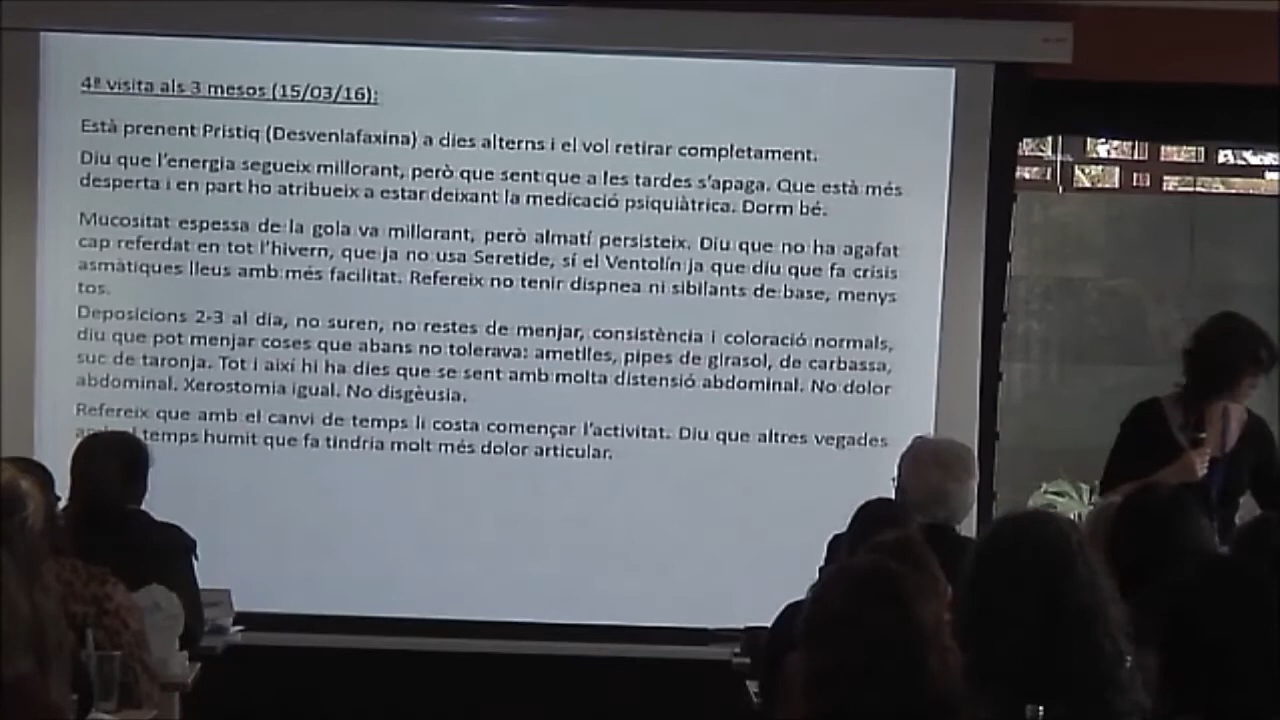 4ª visita als 3 mesos (15/03/16):
Està prenent Pristiq (Desvenlafaxina) a dies alterns i el vol retirar completament.
Diu que l'energia segueix millorant, però que sent que a les tardes s'apaga. Que està més
desperta i en part ho atribueix a estar deixant la medicació psiquiàtrica. Dorm bé.
Mucositat espessa de la gola va millorant, però almatí persisteix. Diu que no ha agafat
cap referdat en tot l'hivern, que ja no usa Seretide, sí el Ventolín ja que diu que fa crisis
asmàtiques lleus amb més facilitat. Refereix no tenir dispnea ni sibilants de base, menys
tos.
Deposicions 2-3 al dia, no suren, no restes de menjar, consistència i coloració normals,
diu que pot menjar coses que abans no tolerava: ametlles, pipes de girasol, de carbassa,
suc de taronja. Tot i així hi ha dies que se sent amb molta distensió abdominal. No dolor
abdominal. Xerostomia igual. No disgèusia.
Refereix que amb el canvi de temps li costa començar l'activitat. Diu que altres vegades
temps humit que fa tindria molt més dolor articular.